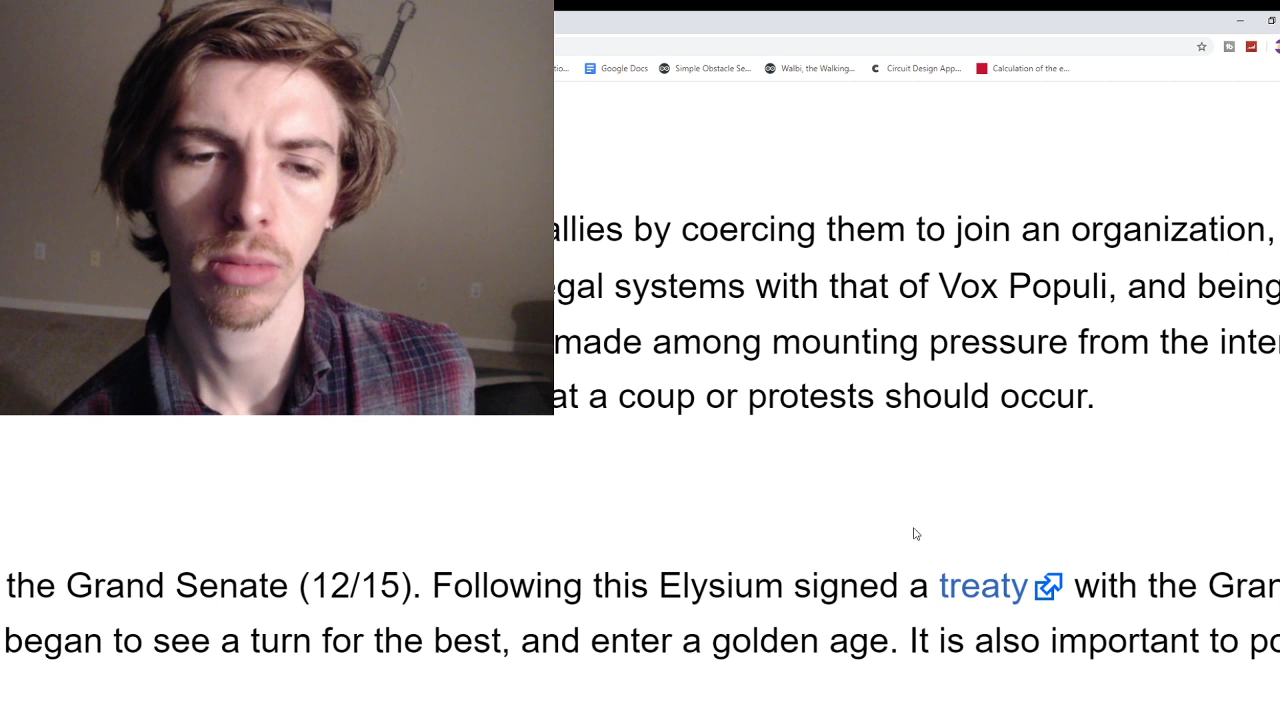 Google Docs Simple Obstacle Se... Walbi, the Walking... Circuit Design App... Calculation of the e...
allies by coercing them to join an organization,
egal systems with that of Vox Populi, and being
made among mounting pressure from the inter
at a coup or protests should occur.
the Grand Senate (12/15). Following this Elysium signed a treaty with the Gran
began to see a turn for the best, and enter a golden age. It is also important to po